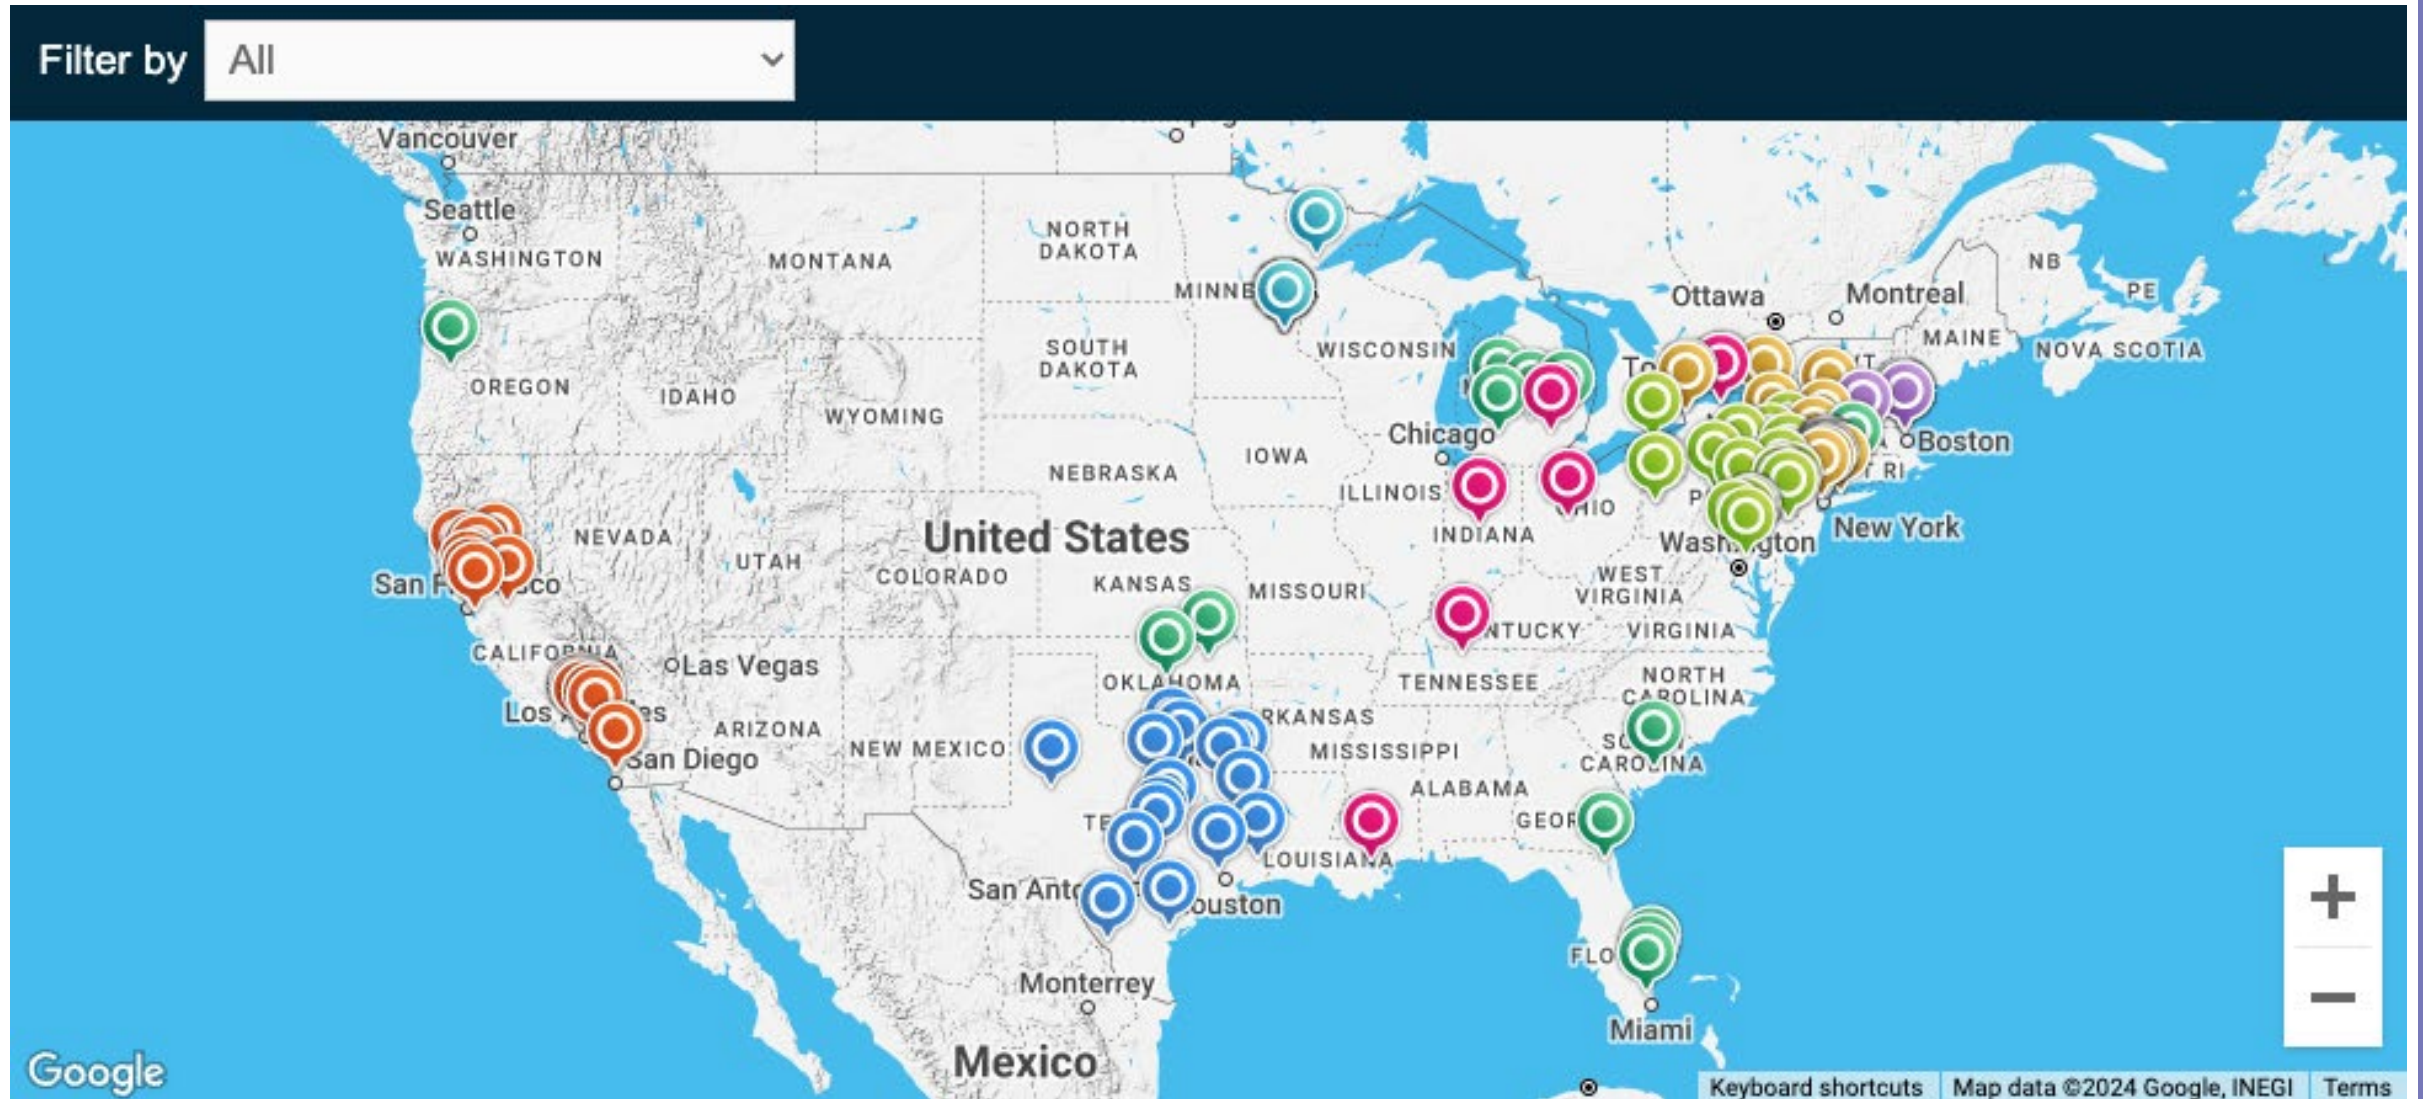 Filter by
All
Vancouver
Seattle
WASHINGTON
MONTANA
NORTH
DAKOTA
Ottawa
Montreal
NB
PE
MAINE
NOVA SCOTIA
OREGON
IDAHO
WYOMING
SOUTH
DAKOTA
WISCONSIN
Chicago
Boston
IOWA
NEBRASKA
RI
ILLINOIS
INDIANA
New York
NEVADA
United States
UTAH
COLORADO
KANSAS
MISSOURI
WEST
VIRGINIA
VIRGINIA
Las Vegas
OKLAHOMA
TENNESSEE
NORTH
CAROLINA
ARIZONA
NEW MEXICO
MISSISSIPPI
CAROLINA
San Diego
ALABAMA
LOUISIANA
Monterrey
Miami
Mexico
Google
Keyboard shortcuts
Map data ©2024 Google, INEGI
Terms